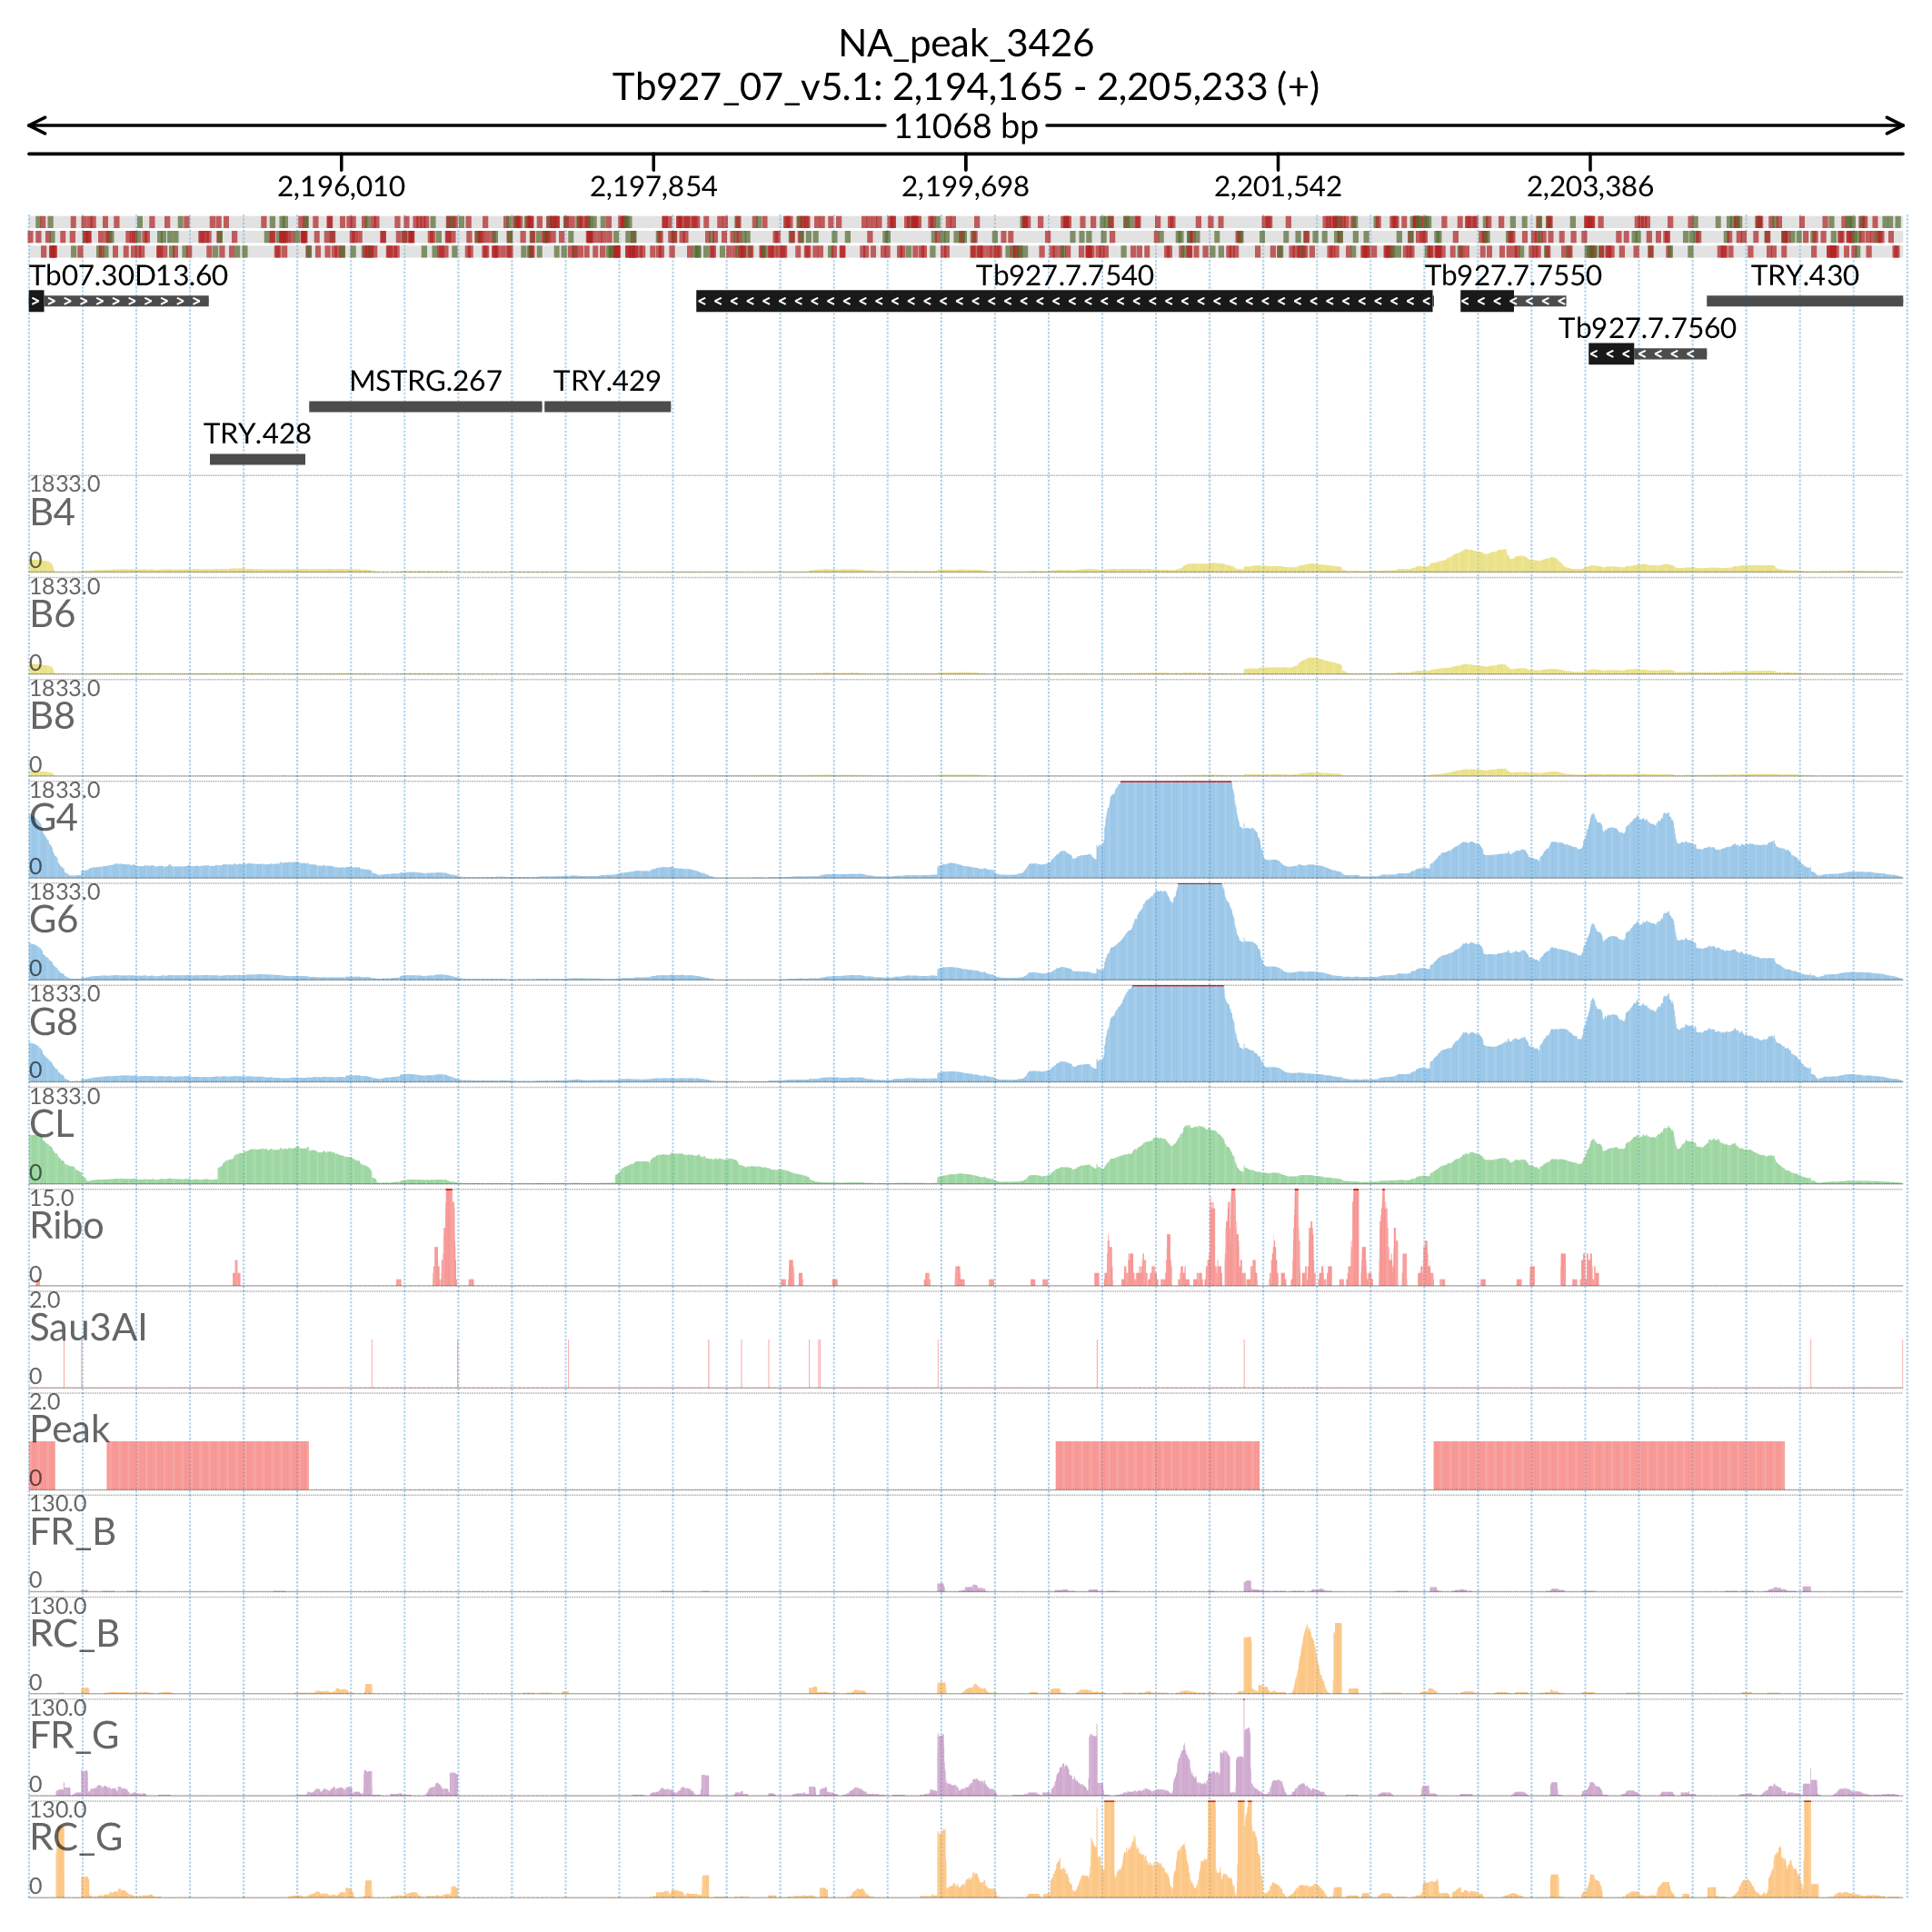 NA_peak_3426
Tb927_07_v5.1: 2,194,165 - 2,205,233 (+)
11068 bp
2,196,010 2,197,854 2,199,698 2,201,542 2,203,386
Tb07.30D13.60 Tb927.7.7540 Tb927.7.7550 TRY.430
Tb927.7.7560
MSTRG.267 TRY.429
TRY.428
1833.0
B4
0
1833.0
B6
0
1833.0
B8
0
1833.0
G4
0
1833.0
G6
0
1833.0
G8
0
1833.0
CL
0
15.0
Ribo
0
2.0
Sau3AI
0
2.0
Peak
0
130.0
FR_B
0
130.0
RC_B
0
130.0
FR_G
0
130.0
RC_G
0